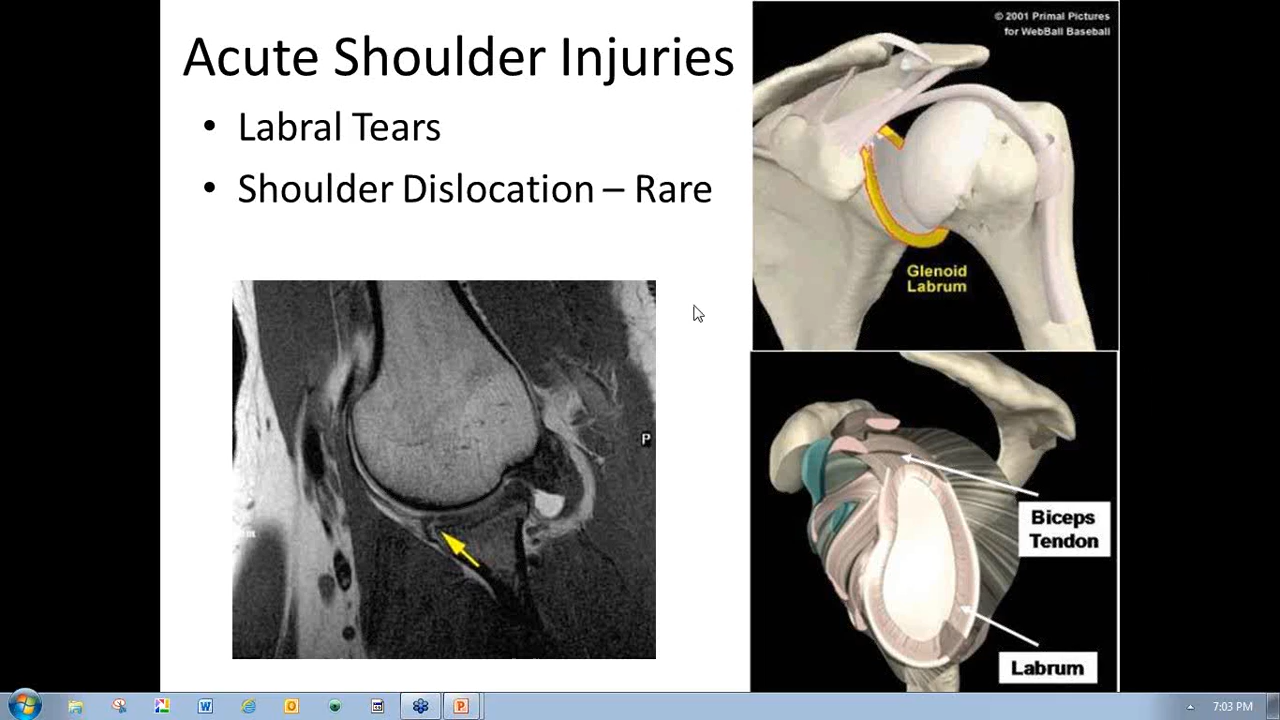 Acute Shoulder Injuries
• Labral Tears
• Shoulder Dislocation – Rare
© 2001 Primal Pictures
for WebBall Baseball
Glenoid
Labrum
P
Biceps
Tendon
Labrum
7:03 PM